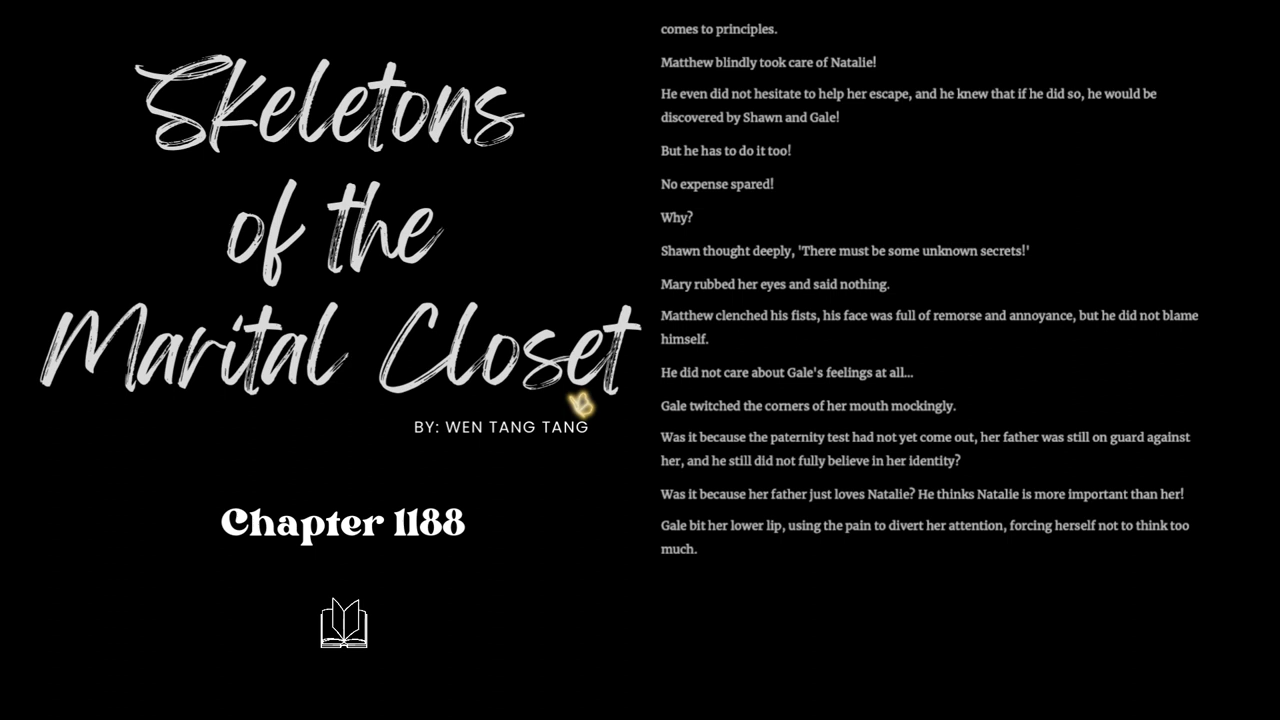 Skeletons
of the
Marital Closet
BY: WEN TANG TANG
Chapter 1188
comes to principles.
Matthew blindly took care of Natalie!
He even did not hesitate to help her escape, and he knew that if he did so, he would be
discovered by Shawn and Gale!
But he has to do it too!
No expense spared!
Why?
Shawn thought deeply, 'There must be some unknown secrets!'
Mary rubbed her eyes and said nothing.
Matthew clenched his fists, his face was full of remorse and annoyance, but he did not blame
himself.
He did not care about Gale's feelings at all...
Gale twitched the corners of her mouth mockingly.
Was it because the paternity test had not yet come out, her father was still on guard against
her, and he still did not fully believe in her identity?
Was it because her father just loves Natalie? He thinks Natalie is more important than her!
Gale bit her lower lip, using the pain to divert her attention, forcing herself not to think too
much.